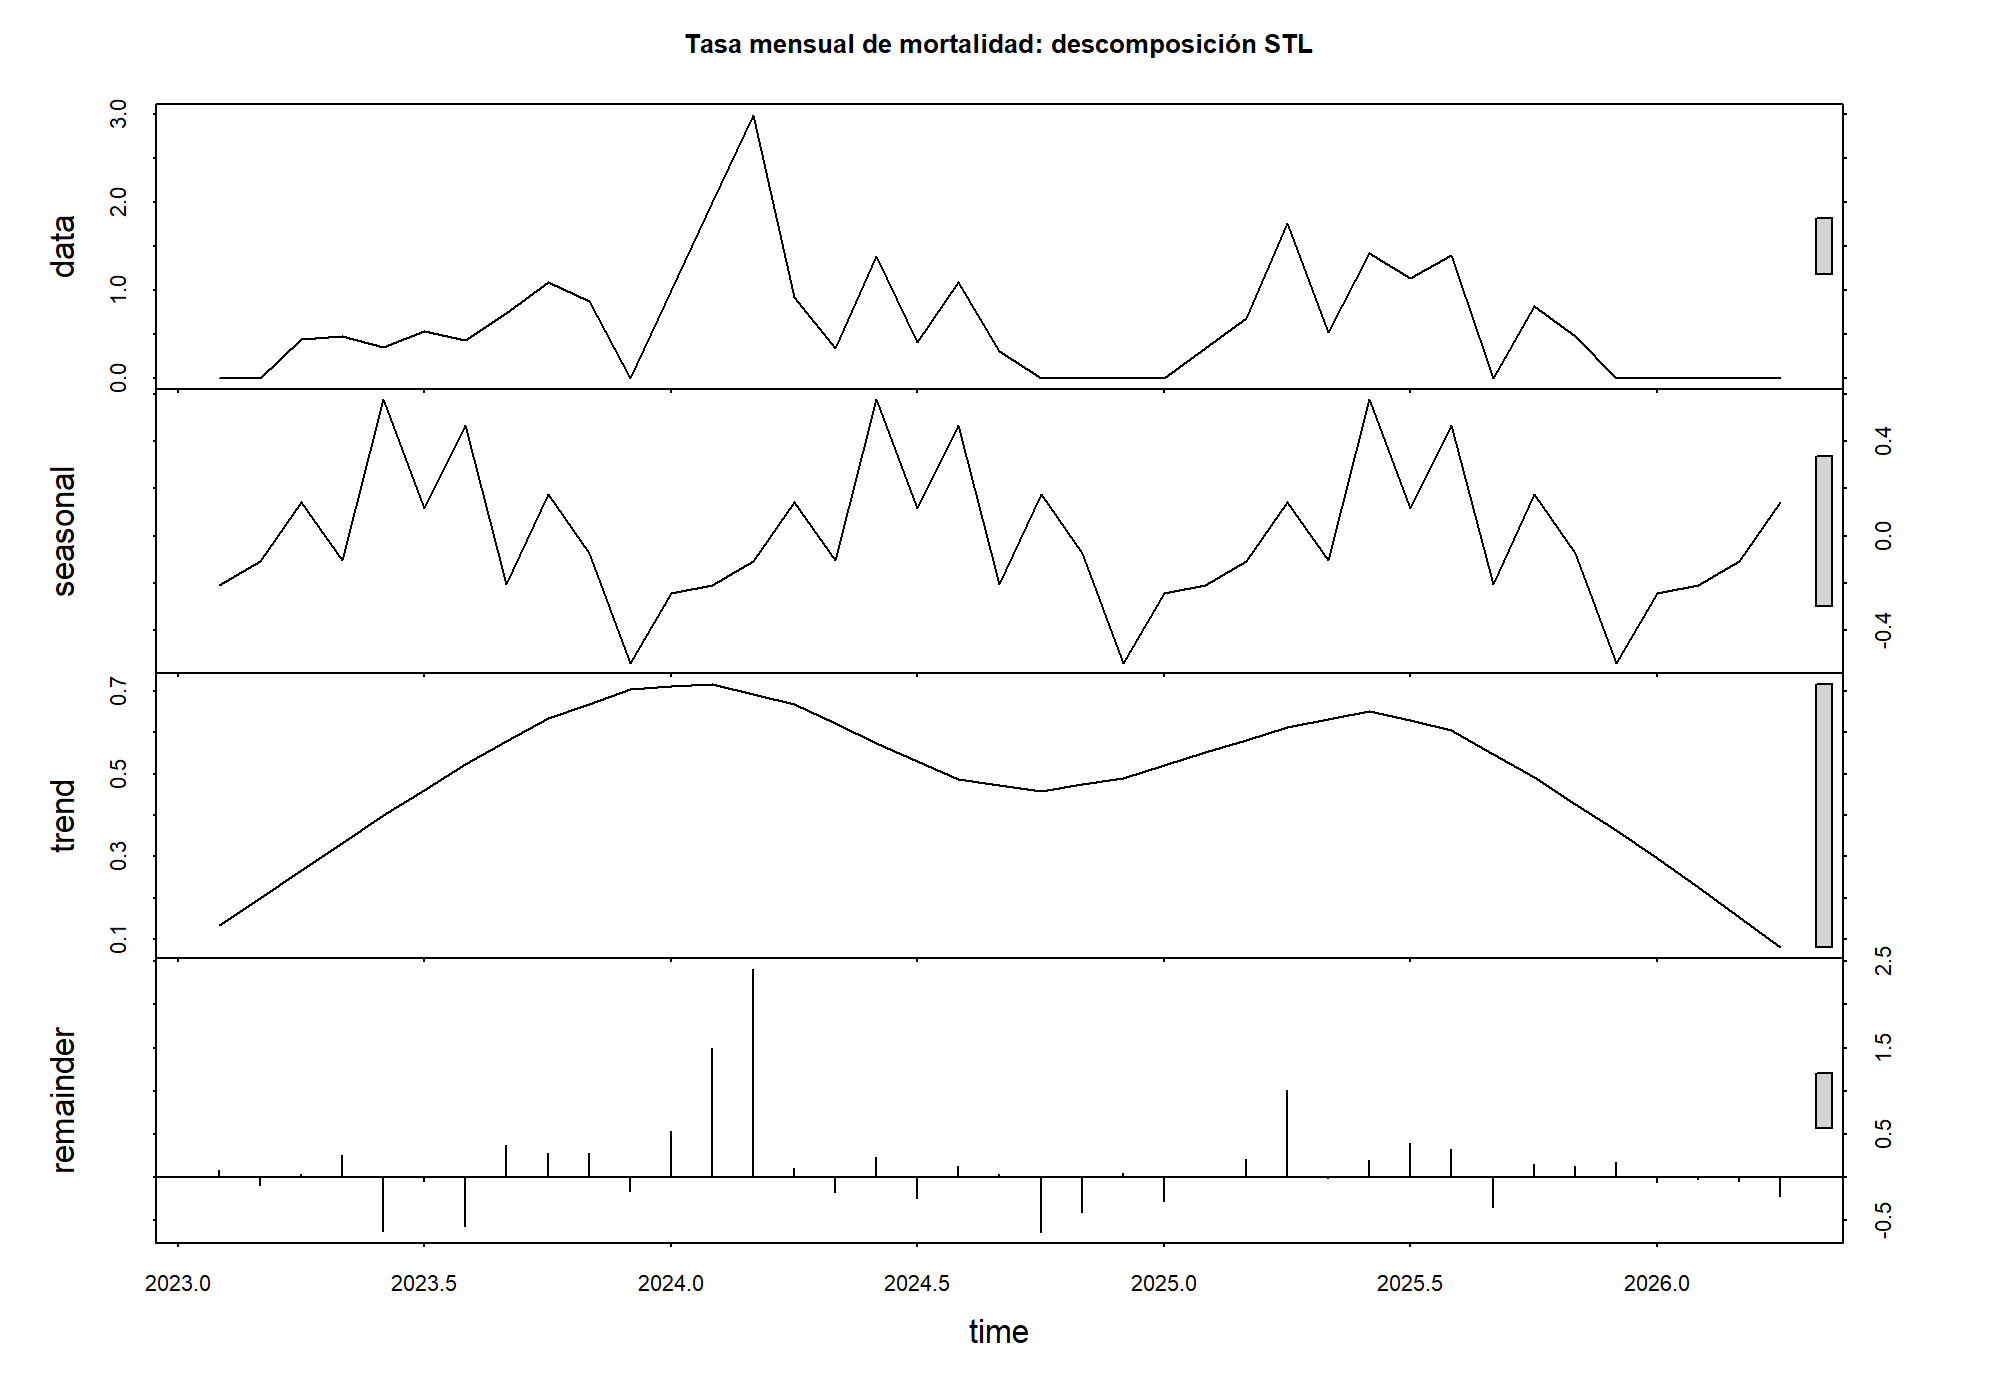 Tasa mensual de mortalidad: descomposición STL
data
0.0 1.0 2.0 3.0
seasonal
-0.4 0.0 0.4
trend
0.1 0.3 0.5 0.7
remainder
-0.5 0.5 1.5 2.5
2023.0 2023.5 2024.0 2024.5 2025.0 2025.5 2026.0
time